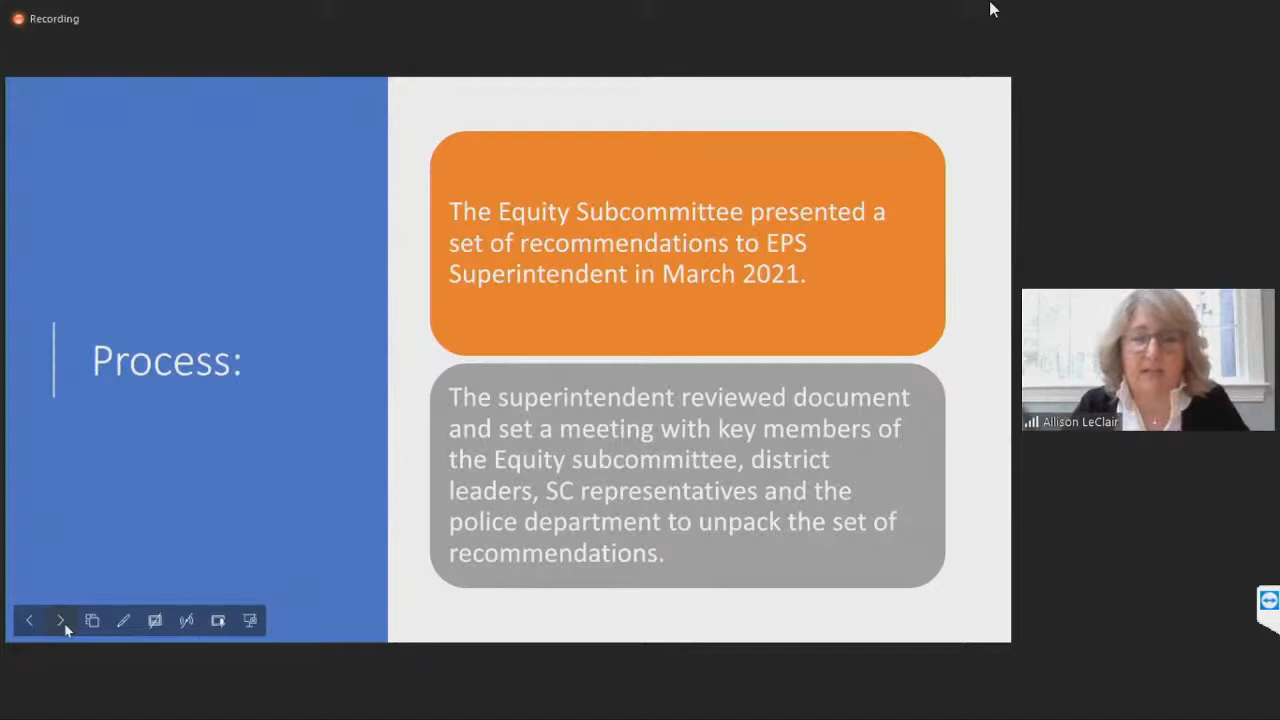 Recording
Process:
The Equity Subcommittee presented a
set of recommendations to EPS
Superintendent in March 2021.
The superintendent reviewed document
and set a meeting with key members of
the Equity subcommittee, district
leaders, SC representatives and the
police department to unpack the set of
recommendations.
Allison LeClair